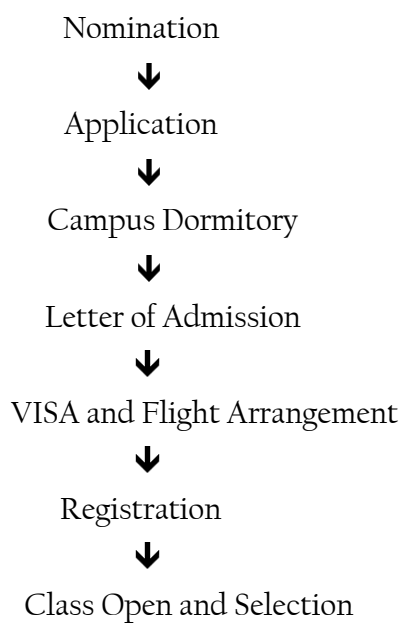 Nomination
Application
Campus Dormitory
Letter of Admission
VISA and Flight Arrangement
Registration
Class Open and Selection